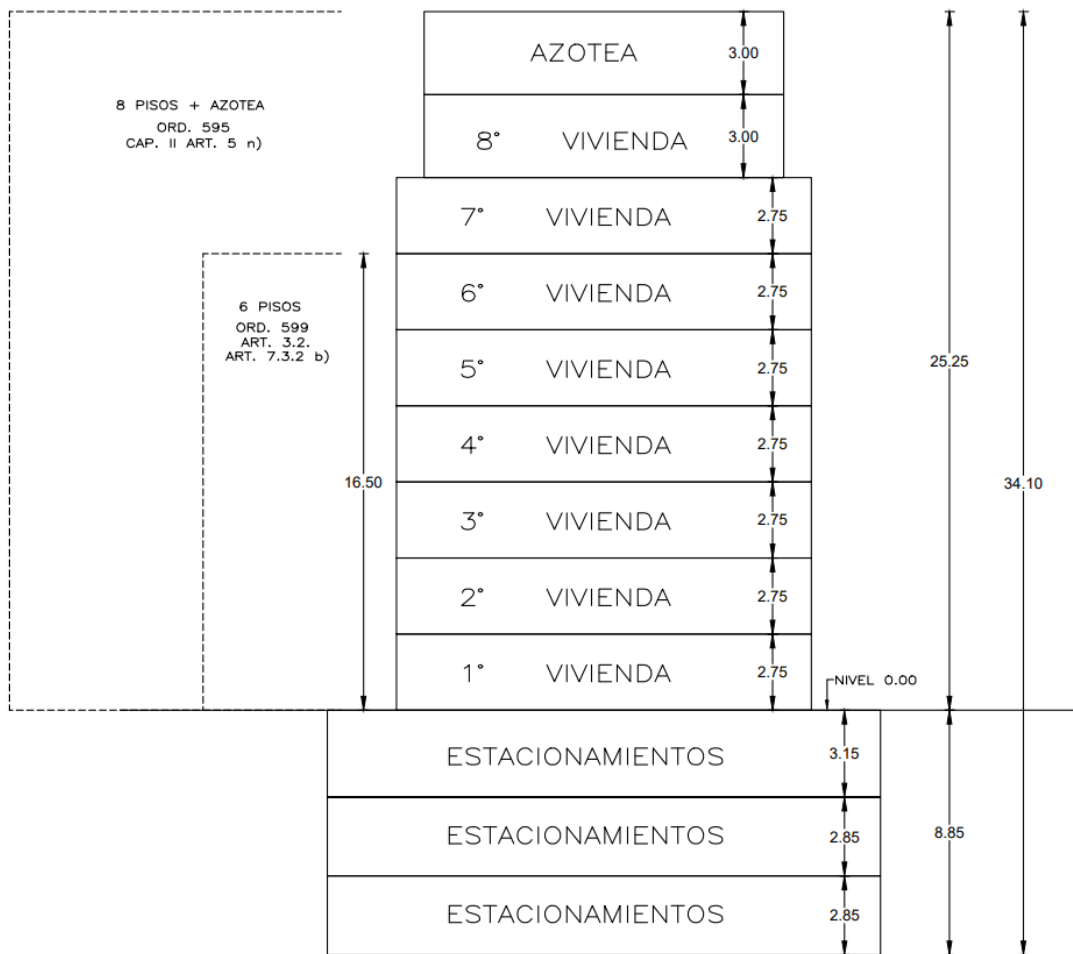 AZOTEA
3.00
8 PISOS + AZOTEA
ORD. 595
CAP. II ART. 5 n)
8° VIVIENDA
3.00
7° VIVIENDA
2.75
6° VIVIENDA
2.75
6 PISOS
ORD. 599
ART. 3.2.
ART. 7.3.2 b)
5° VIVIENDA
2.75
25.25
4° VIVIENDA
2.75
16.50
34.10
3° VIVIENDA
2.75
2° VIVIENDA
2.75
1° VIVIENDA
2.75
NIVEL 0.00
ESTACIONAMIENTOS
3.15
ESTACIONAMIENTOS
2.85
8.85
ESTACIONAMIENTOS
2.85